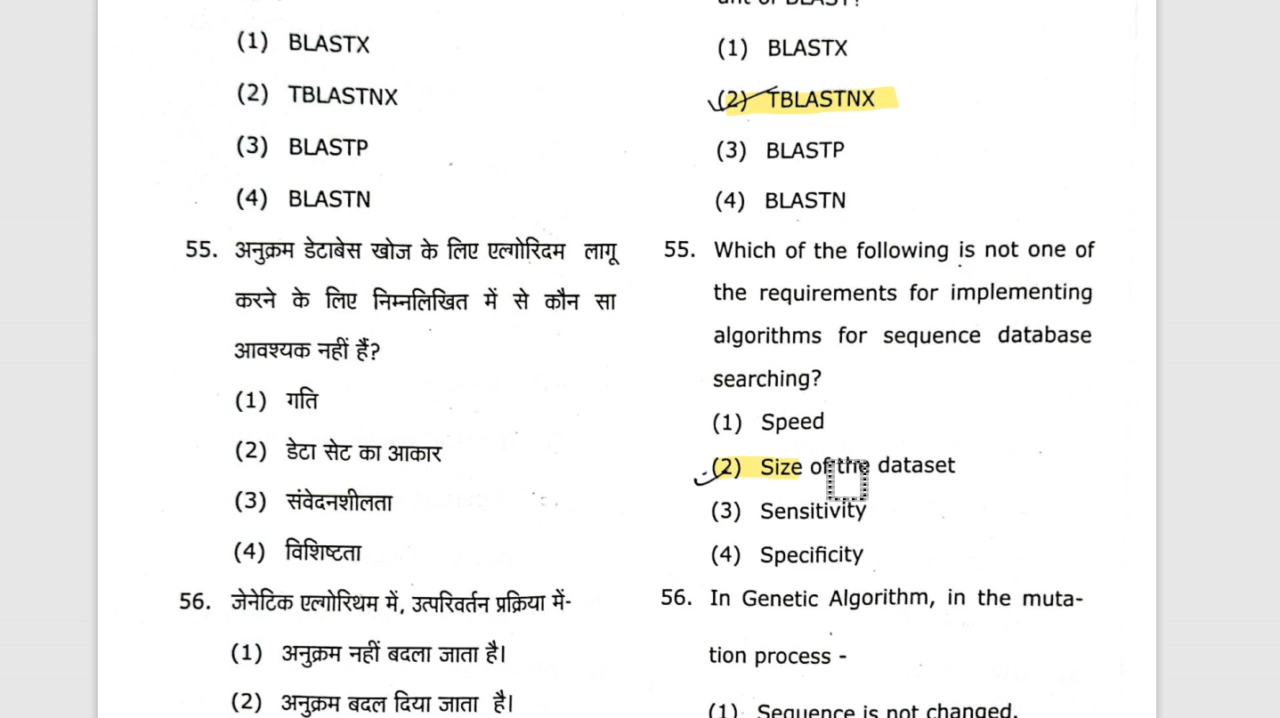 (1) BLASTX
(2) TBLASTNX
(3) BLASTP
(4) BLASTN
55. अनुक्रम डेटाबेस खोज के लिए एल्गोरिदम लागू
करने के लिए निम्नलिखित में से कौन सा
आवश्यक नहीं हैं?
(1) गति
(2) डेटा सेट का आकार
(3) संवेदनशीलता
(4) विशिष्टता
56. जेनेटिक एल्गोरिथम में, उत्परिवर्तन प्रक्रिया में-
(1) अनुक्रम नहीं बदला जाता है।
(2) अनुक्रम बदल दिया जाता है।
ant of BLAST?
(1) BLASTX
(2) TBLASTNX
(3) BLASTP
(4) BLASTN
55. Which of the following is not one of
the requirements for implementing
algorithms for sequence database
searching?
(1) Speed
(2) Size of the dataset
(3) Sensitivity
(4) Specificity
56. In Genetic Algorithm, in the muta-
tion process -
(1) Sequence is not changed.